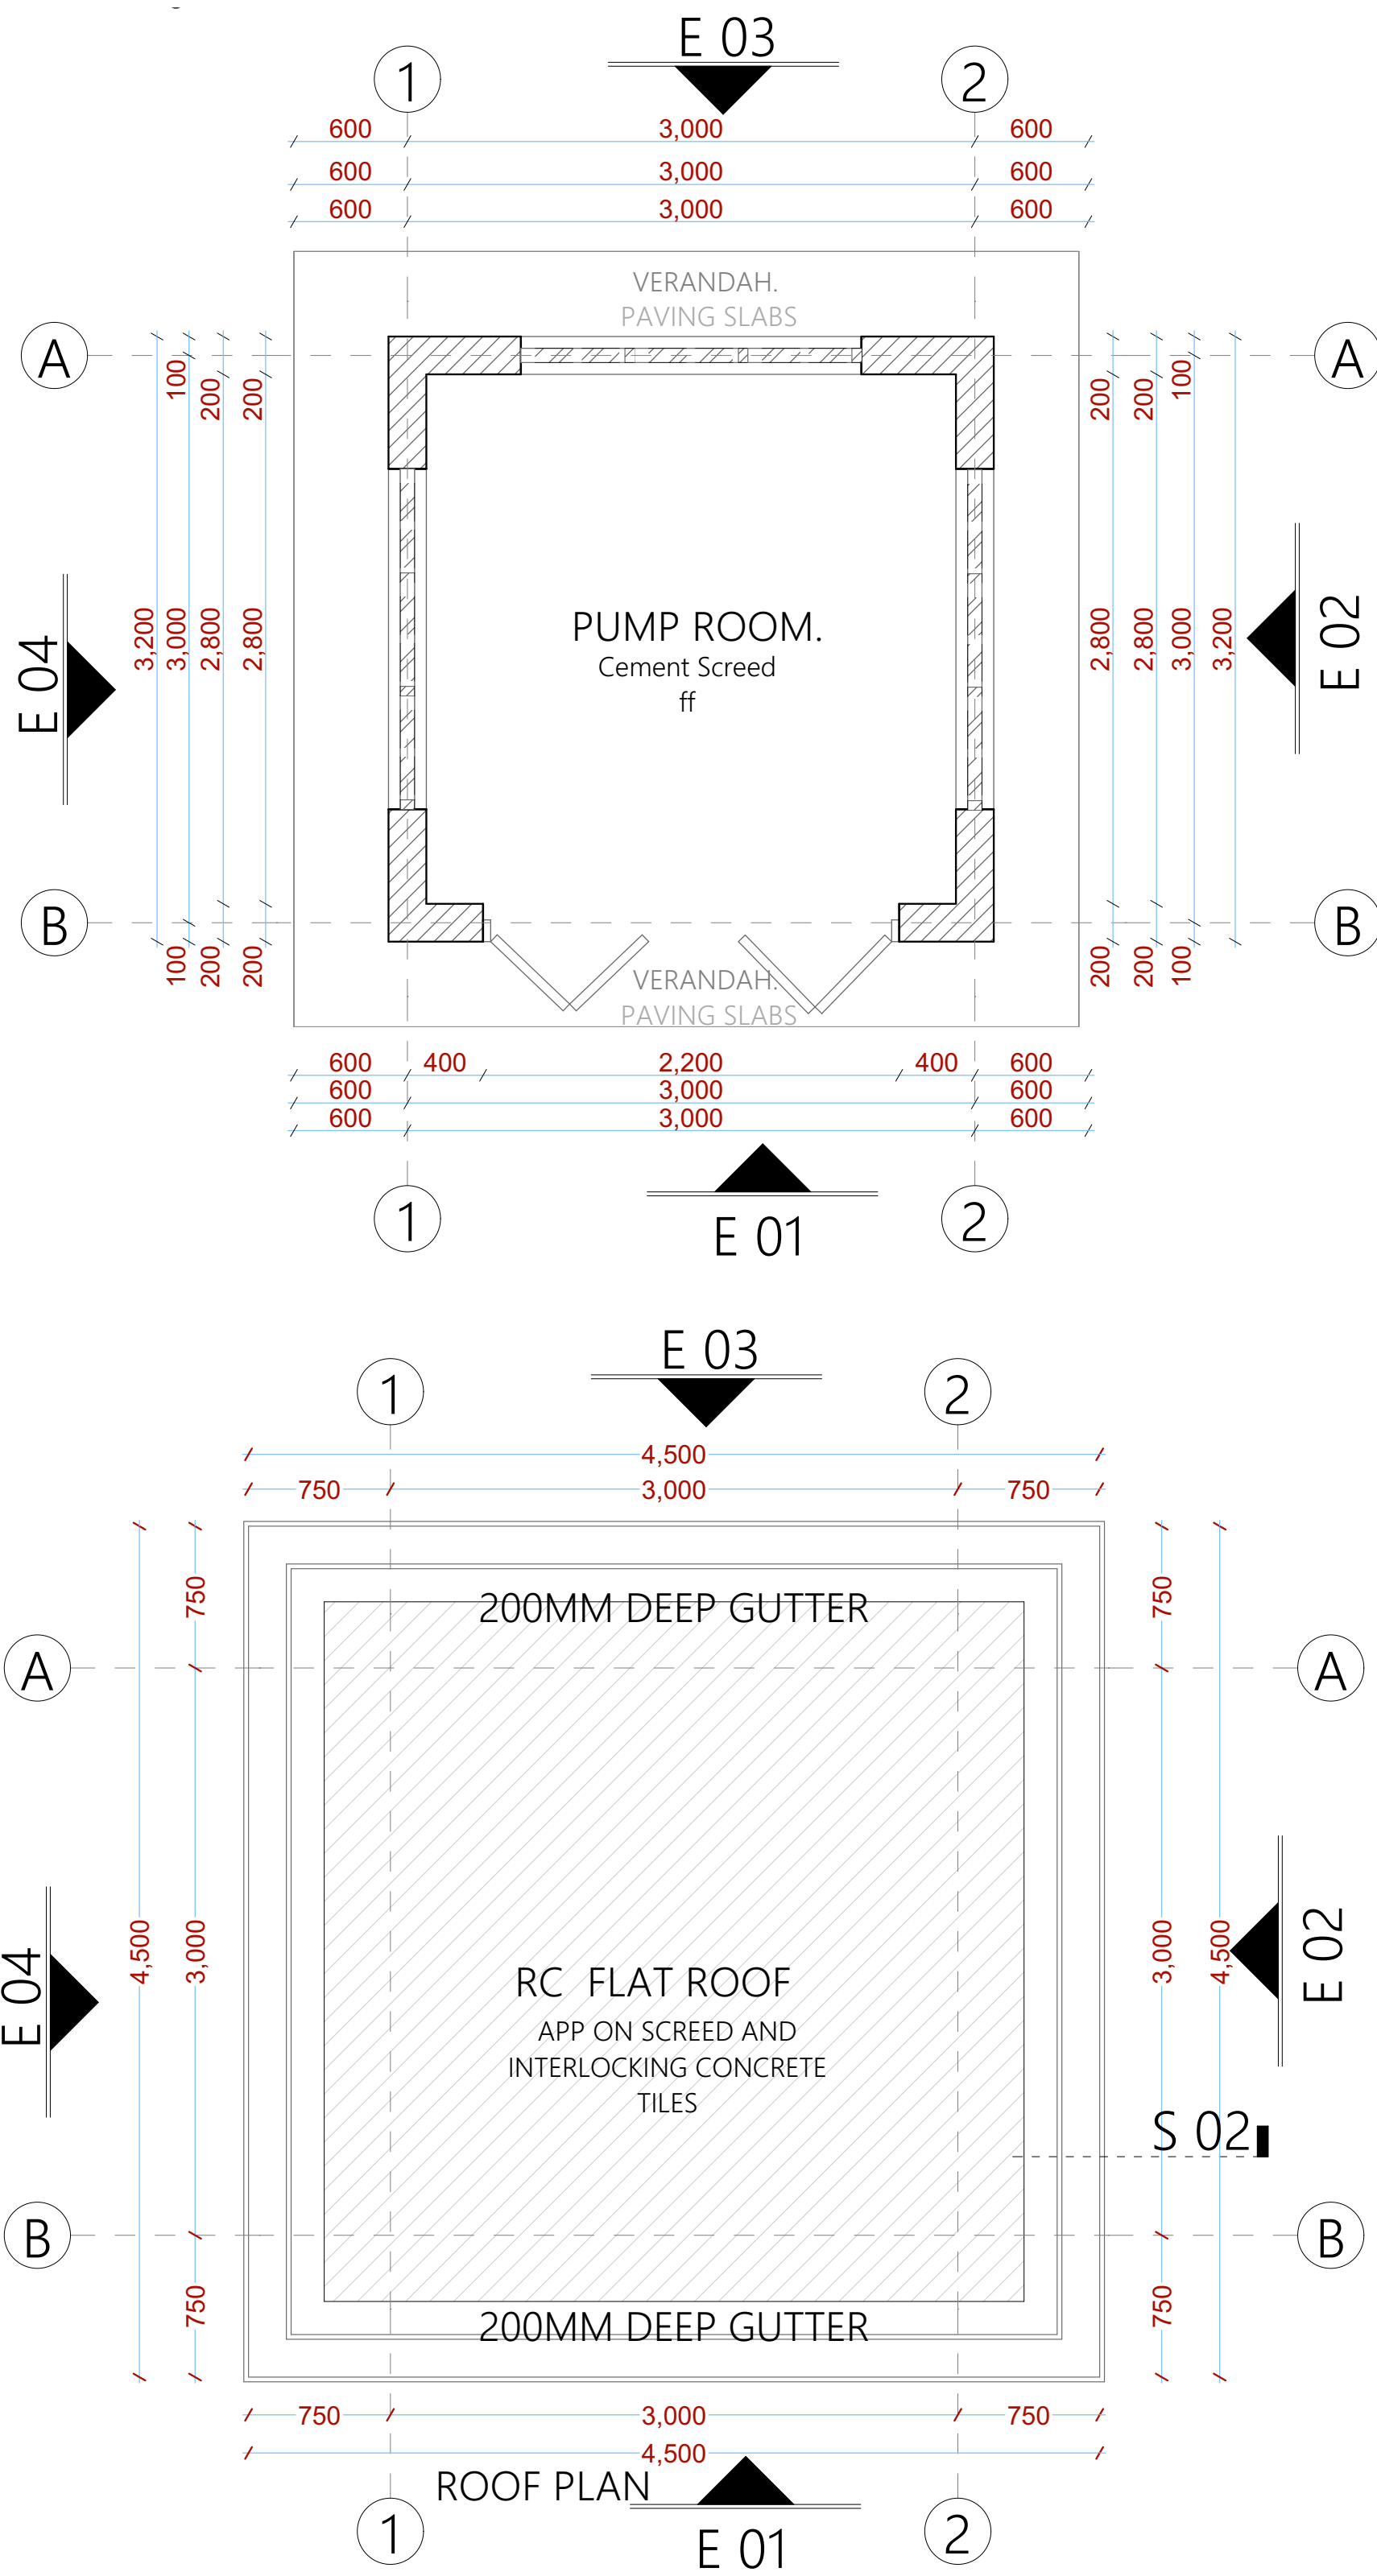 E 03
1
2
600 3,000 600
600 3,000 600
600 3,000 600
VERANDAH.
PAVING SLABS
A
A
100
200
200
200
200
100
3,200
3,000
2,800
2,800
PUMP ROOM.
Cement Screed
ff
2,800
2,800
3,000
3,200
E 04
E 02
B
B
100
200
200
200
200
100
VERANDAH.
PAVING SLABS
600 400 2,200 400 600
600 3,000 600
600 3,000 600
1
2
E 01
E 03
1
2
4,500
750 3,000 750
750
750
200MM DEEP GUTTER
A
A
4,500
3,000
3,000
4,500
E 04
E 02
RC FLAT ROOF
APP ON SCREED AND
INTERLOCKING CONCRETE
TILES
S 02
B
B
750
750
200MM DEEP GUTTER
750 3,000 750
4,500
ROOF PLAN
1
2
E 01